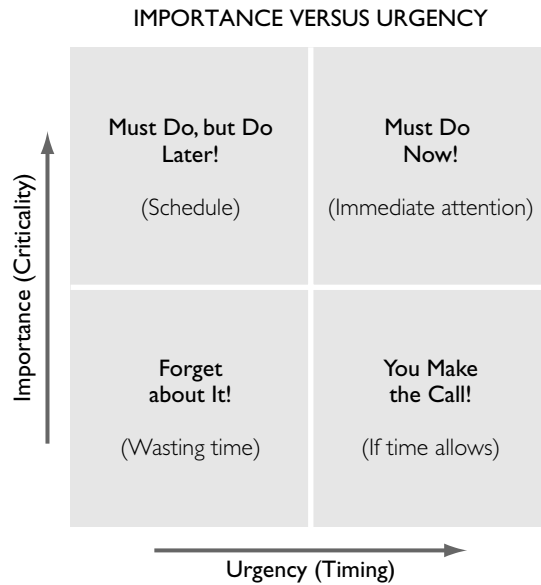 IMPORTANCE VERSUS URGENCY
Must Do, but Do
Later!
(Schedule)
Must Do
Now!
(Immediate attention)
Importance (Criticality)
Forget
about It!
(Wasting time)
You Make
the Call!
(If time allows)
Urgency (Timing)